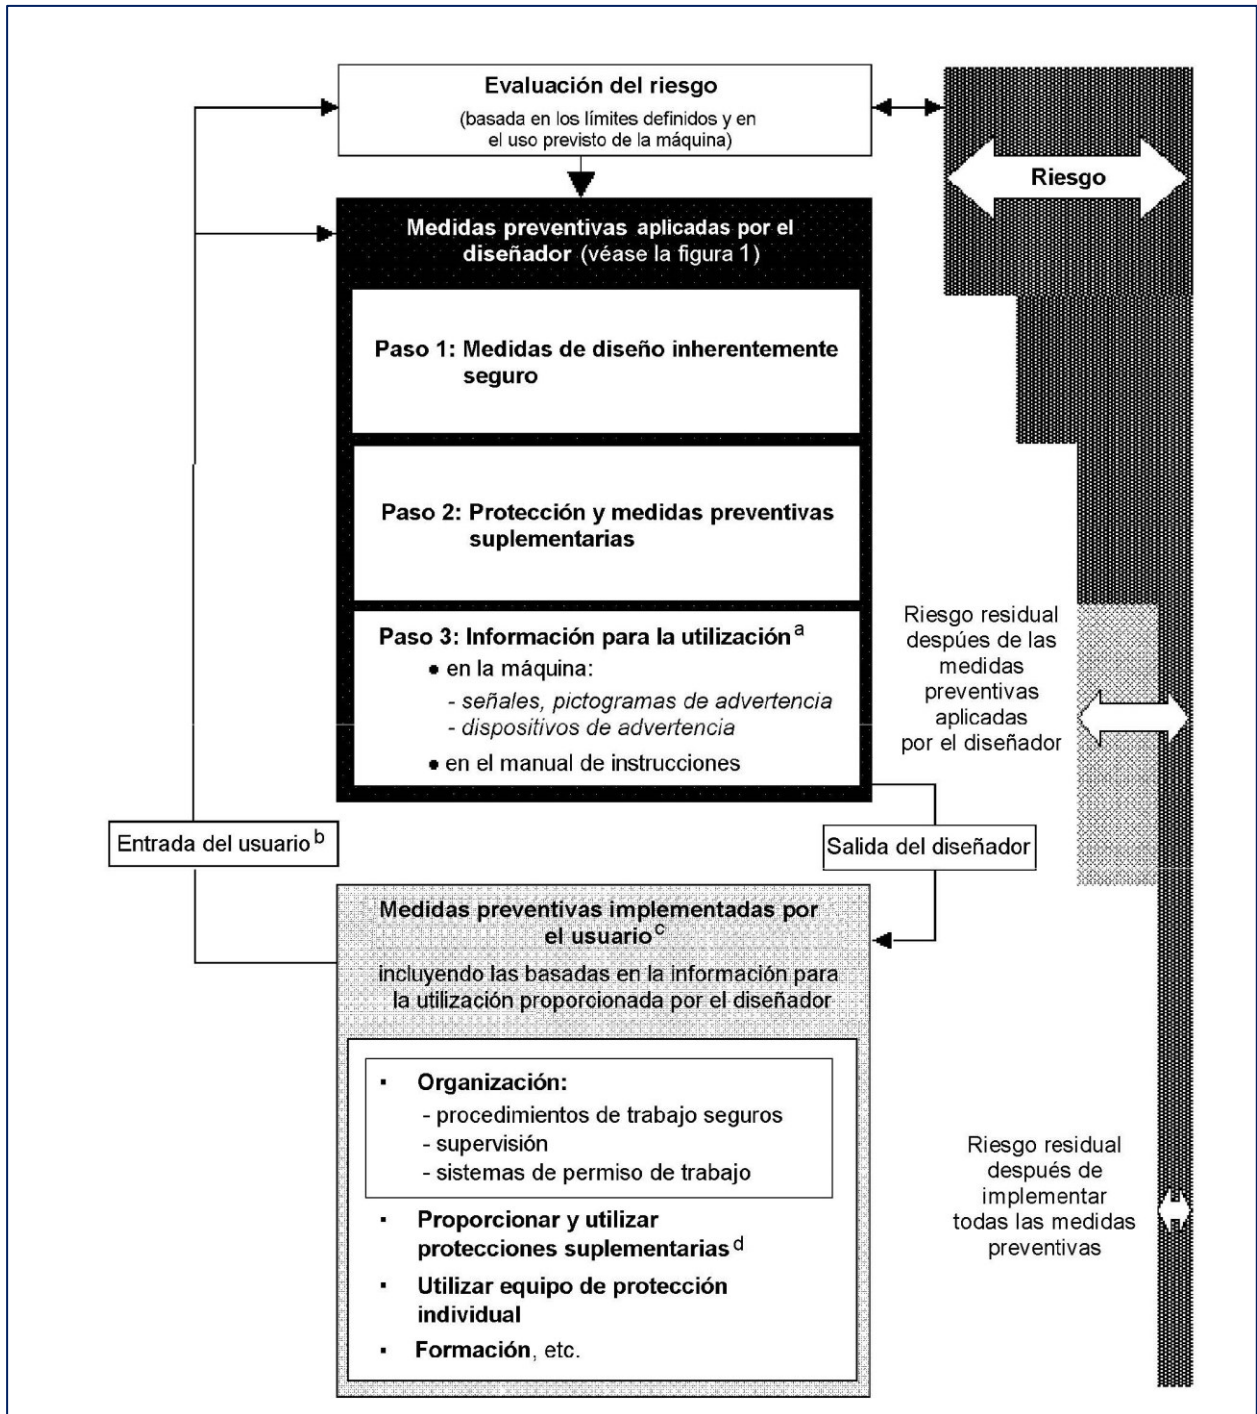 Evaluación del riesgo
(basada en los límites definidos y en
el uso previsto de la máquina)
Riesgo
Medidas preventivas aplicadas por el
diseñador (véase la figura 1)
Paso 1: Medidas de diseño inherentemente
seguro
Paso 2: Protección y medidas preventivas
suplementarias
Paso 3: Información para la utilización a
• en la máquina:
- señales, pictogramas de advertencia
- dispositivos de advertencia
• en el manual de instrucciones
Riesgo residual
despúes de las
medidas
preventivas
aplicadas
por el diseñador
Entrada del usuario b
Salida del diseñador
Medidas preventivas implementadas por
el usuario c
incluyendo las basadas en la información para
la utilización proporcionada por el diseñador
▪ Organización:
- procedimientos de trabajo seguros
- supervisión
- sistemas de permiso de trabajo
▪ Proporcionar y utilizar
protecciones suplementarias d
▪ Utilizar equipo de protección
individual
▪ Formación, etc.
Riesgo residual
después de
implementar
todas las medidas
preventivas